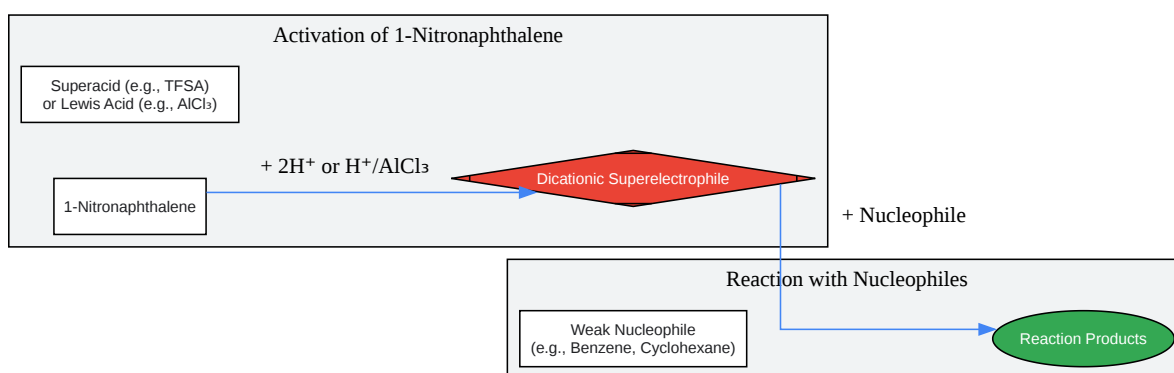 Activation of 1-Nitronaphthalene
Superacid (e.g., TFSA)
or Lewis Acid (e.g., AlCl₃)
+ 2H⁺ or H⁺/AlCl₃
Dicationic Superelectrophile
1-Nitronaphthalene
+ Nucleophile
Reaction with Nucleophiles
Weak Nucleophile
(e.g., Benzene, Cyclohexane)
Reaction Products